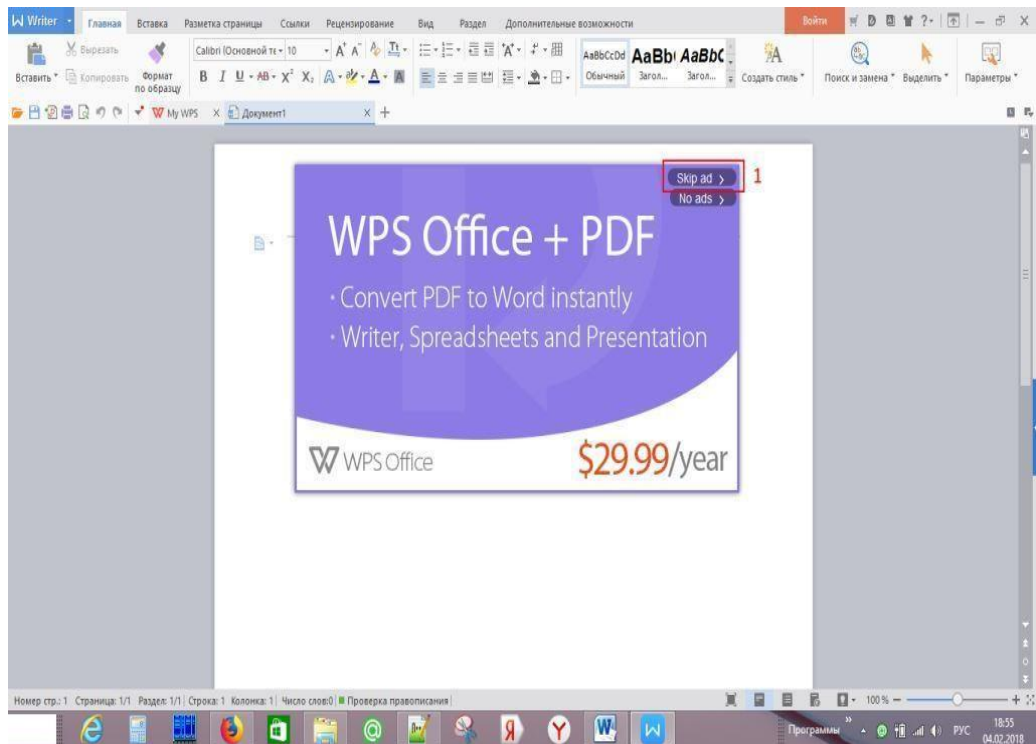 Writer
Главная Вставка Разметка страницы Ссылки Рецензирование Вид Раздел Дополнительные возможности
Войти
Вставить
Вырезать
Копировать
Формат по образцу
Calibri (Основной те 10
AaBbCcDd AaBb AaBbC
Обычный Загол... Загол...
Создать стиль
Поиск и замена
Выделить
Параметры
My WPS
Документ1
Skip ad
1
No ads
WPS Office + PDF
· Convert PDF to Word instantly
· Writer, Spreadsheets and Presentation
WPS Office
$29.99/year
Номер стр.: 1 Страница: 1/1 Раздел: 1/1 Строка: 1 Колонка: 1 Число слов:0 Проверка правописания
100 %
Программы
РУС
18:55
04.02.2018